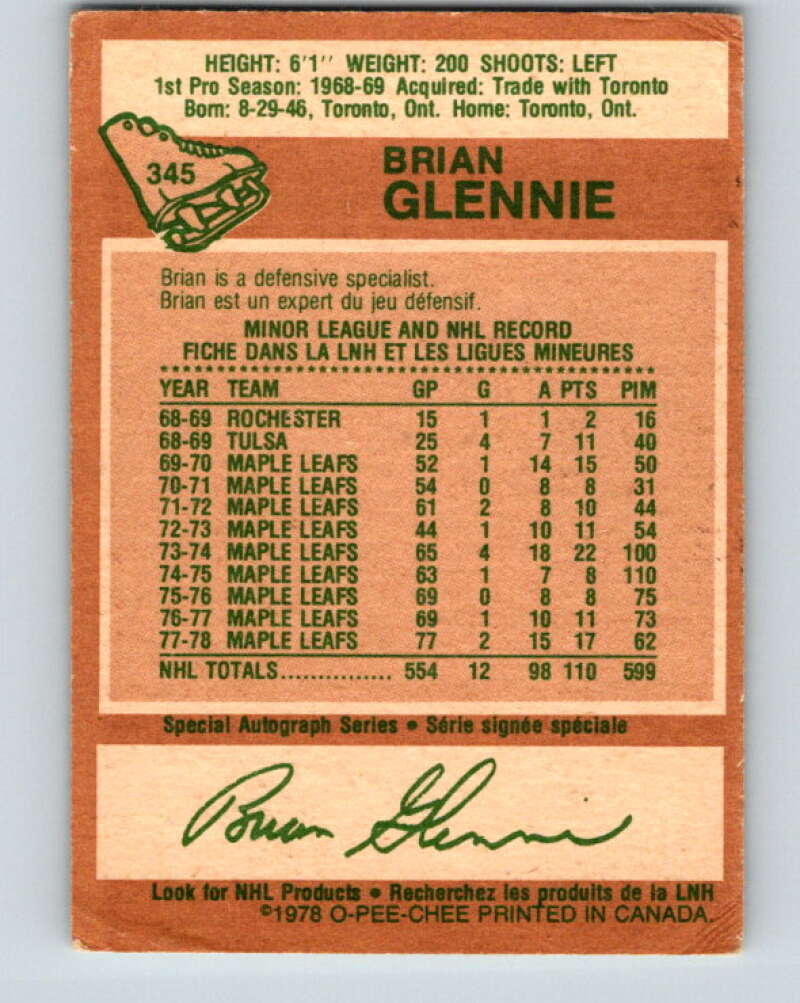 HEIGHT: 6'1'' WEIGHT: 200 SHOOTS: LEFT
1st Pro Season: 1968-69 Acquired: Trade with Toronto
Born: 8-29-46, Toronto, Ont. Home: Toronto, Ont.
345
BRIAN
GLENNIE
Brian is a defensive specialist.
Brian est un expert du jeu défensif.
MINOR LEAGUE AND NHL RECORD
FICHE DANS LA LNH ET LES LIGUES MINEURES
YEAR TEAM GP G A PTS PIM
68-69 ROCHESTER 15 1 1 2 16
68-69 TULSA 25 4 7 11 40
69-70 MAPLE LEAFS 52 1 14 15 50
70-71 MAPLE LEAFS 54 0 8 8 31
71-72 MAPLE LEAFS 61 2 8 10 44
72-73 MAPLE LEAFS 44 1 10 11 54
73-74 MAPLE LEAFS 65 4 18 22 100
74-75 MAPLE LEAFS 63 1 7 8 110
75-76 MAPLE LEAFS 69 0 8 8 75
76-77 MAPLE LEAFS 69 1 10 11 73
77-78 MAPLE LEAFS 77 2 15 17 62
NHL TOTALS............... 554 12 98 110 599
Special Autograph Series • Série signée spéciale
Brian Glennie
Look for NHL Products • Recherchez les produits de la LNH
©1978 O-PEE-CHEE PRINTED IN CANADA.